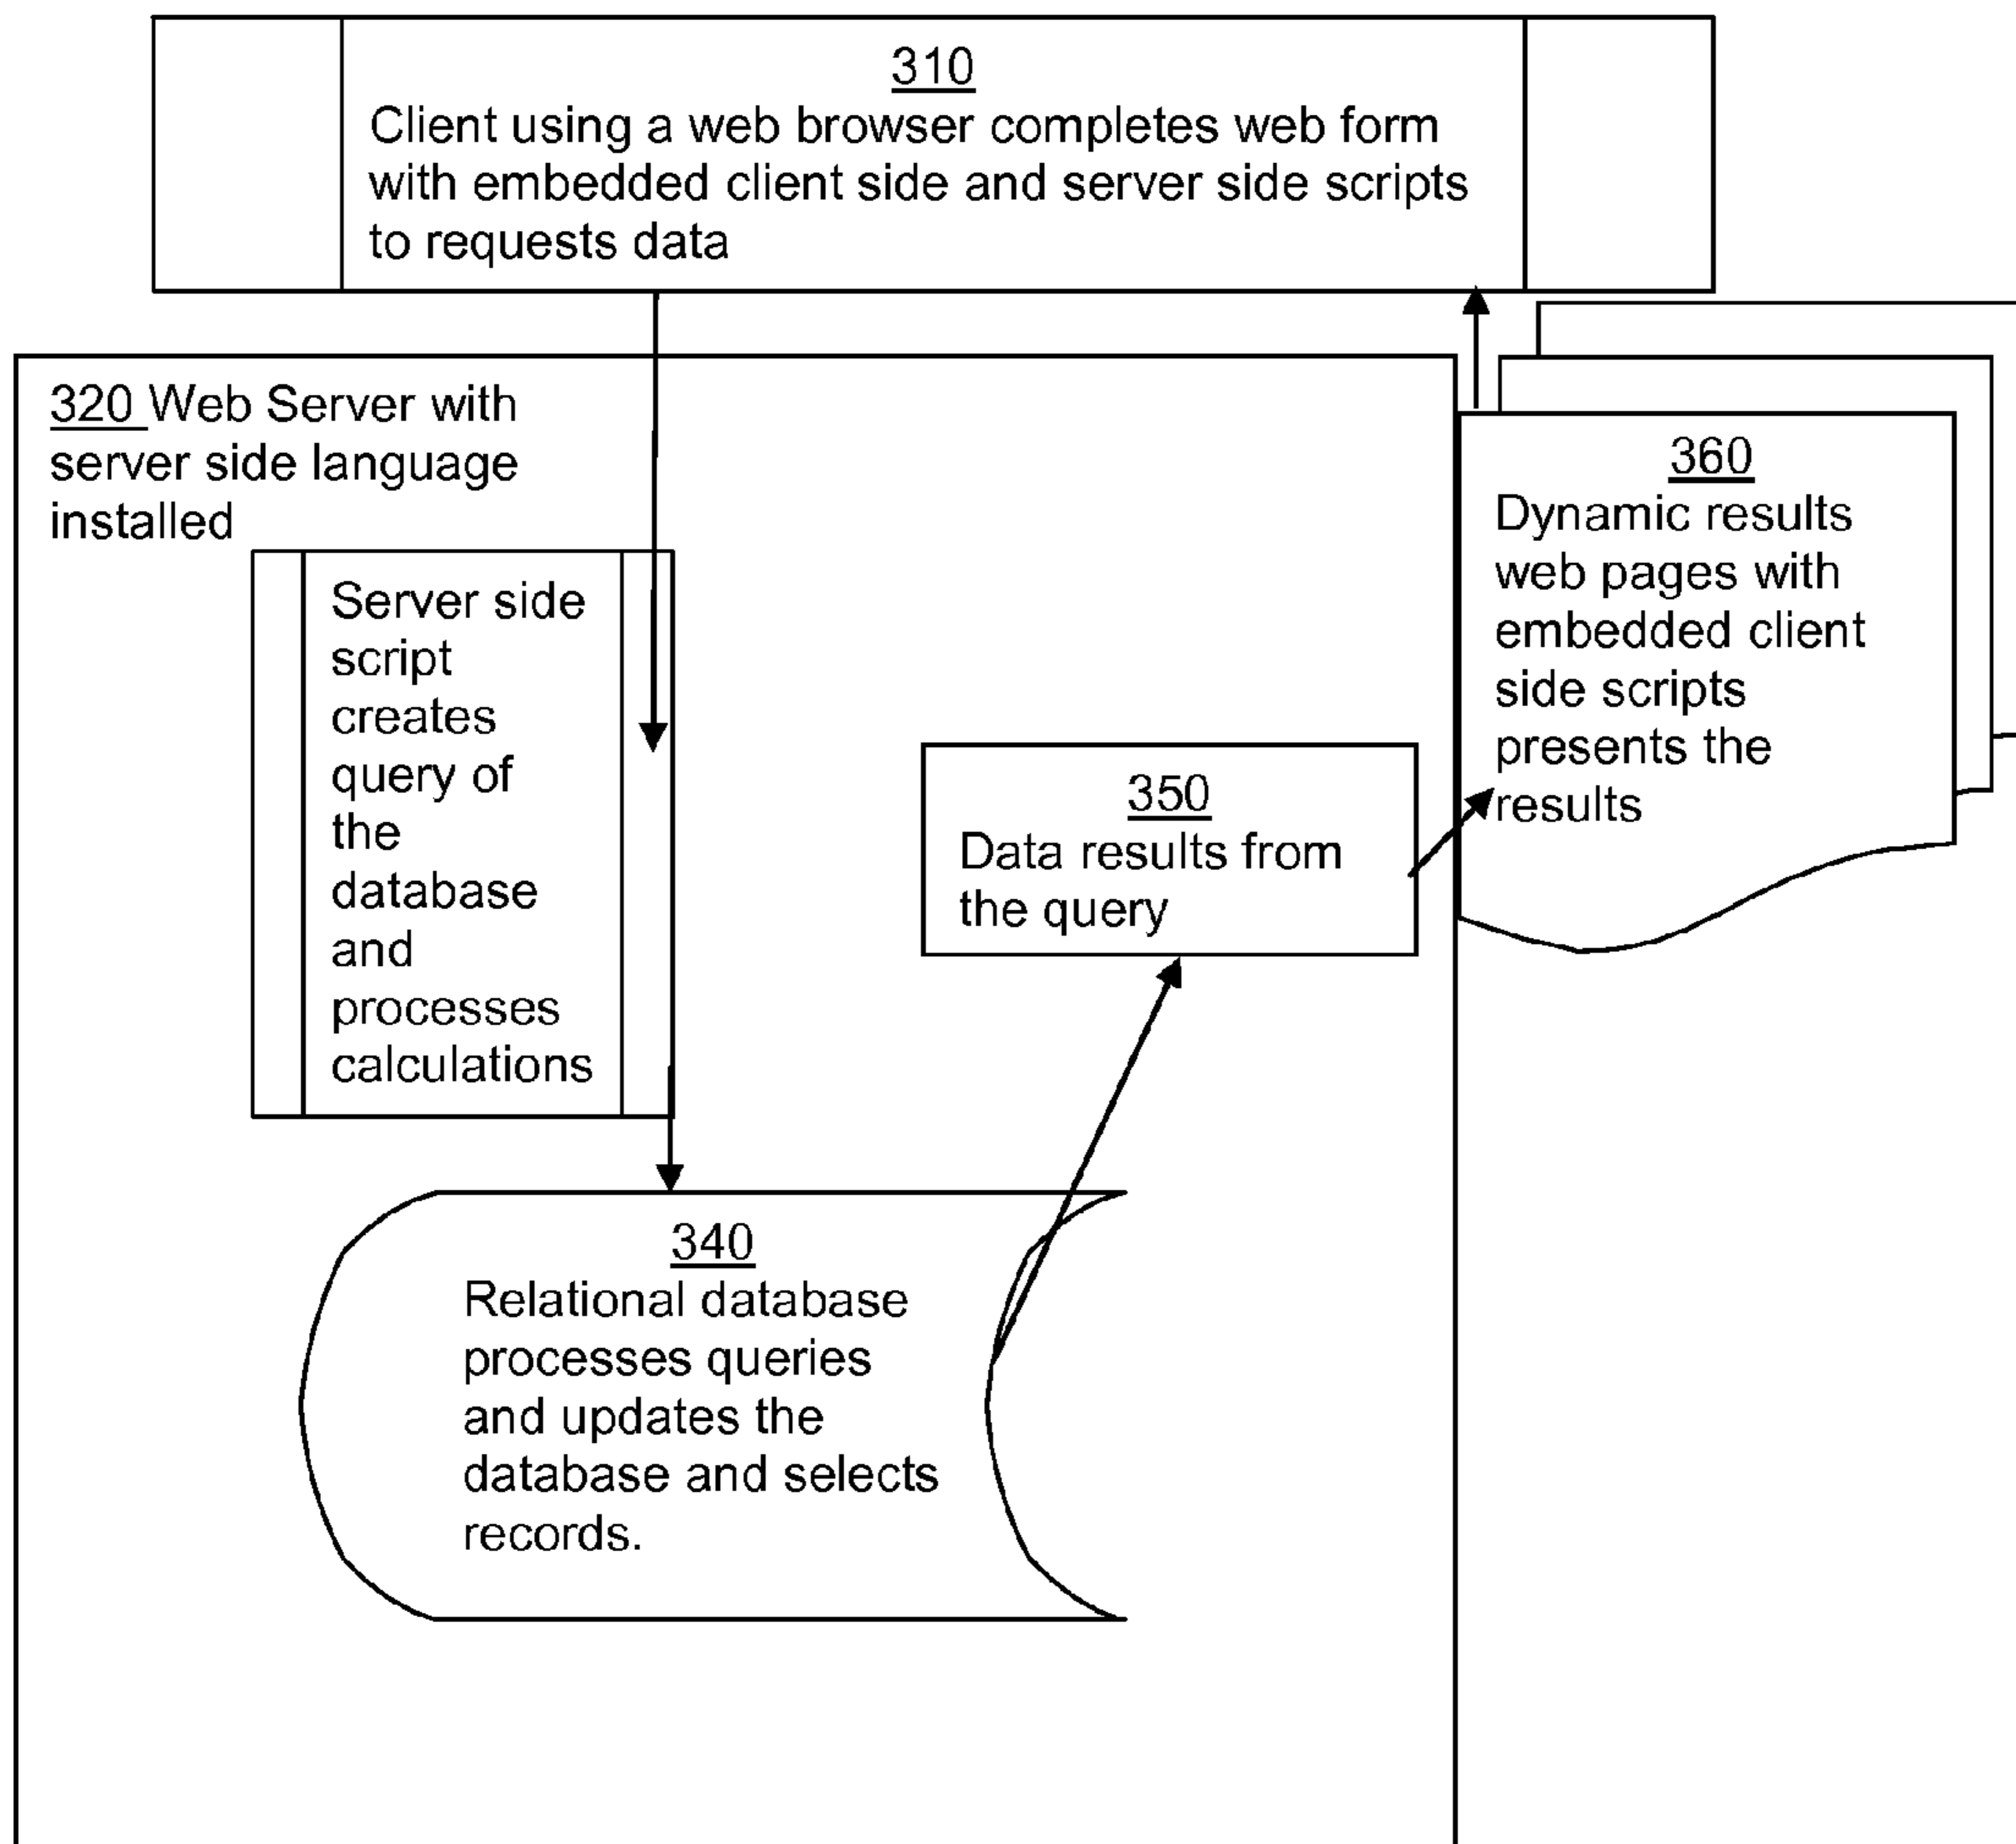 310
Client using a web browser completes web form
with embedded client side and server side scripts
to requests data
320 Web Server with
server side language
installed
Server side
script
creates
query of
the
database
and
processes
calculations
340
Relational database
processes queries
and updates the
database and selects
records.
350
Data results from
the query
360
Dynamic results
web pages with
embedded client
side scripts
presents the
results